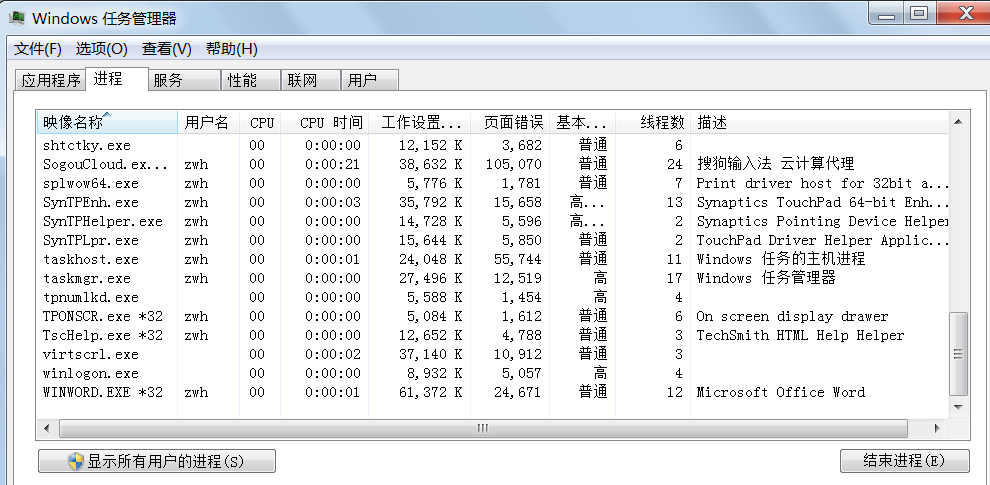 Windows 任务管理器
文件(F) 选项(O) 查看(V) 帮助(H)
应用程序 进程 服务 性能 联网 用户
映像名称 用户名 CPU CPU 时间 工作设置... 页面错误 基本... 线程数 描述
shtctky.exe 00 0:00:00 12,152 K 3,682 普通 6
SogouCloud.ex... zwh 00 0:00:21 38,632 K 105,070 普通 24 搜狗输入法 云计算代理
splwow64.exe zwh 00 0:00:00 5,776 K 1,781 普通 7 Print driver host for 32bit a...
SynTPEnh.exe zwh 00 0:00:03 35,792 K 15,658 高... 13 Synaptics TouchPad 64-bit Enh...
SynTPHelper.exe zwh 00 0:00:00 14,728 K 5,596 高... 2 Synaptics Pointing Device Helper
SynTPLpr.exe zwh 00 0:00:00 15,644 K 5,850 普通 2 TouchPad Driver Helper Applic...
taskhost.exe zwh 00 0:00:01 24,048 K 55,744 普通 11 Windows 任务的主机进程
taskmgr.exe zwh 00 0:00:00 27,496 K 12,519 高 17 Windows 任务管理器
tpnumlkd.exe 00 0:00:00 5,588 K 1,454 高 4
TPONSCR.exe *32 zwh 00 0:00:00 5,084 K 1,612 普通 6 On screen display drawer
TscHelp.exe *32 zwh 00 0:00:00 12,652 K 4,788 普通 3 TechSmith HTML Help Helper
virtscrl.exe 00 0:00:02 37,140 K 10,912 普通 3
winlogon.exe 00 0:00:00 8,932 K 5,057 高 4
WINWORD.EXE *32 zwh 00 0:00:01 61,372 K 24,671 普通 12 Microsoft Office Word
显示所有用户的进程(S) 结束进程(E)